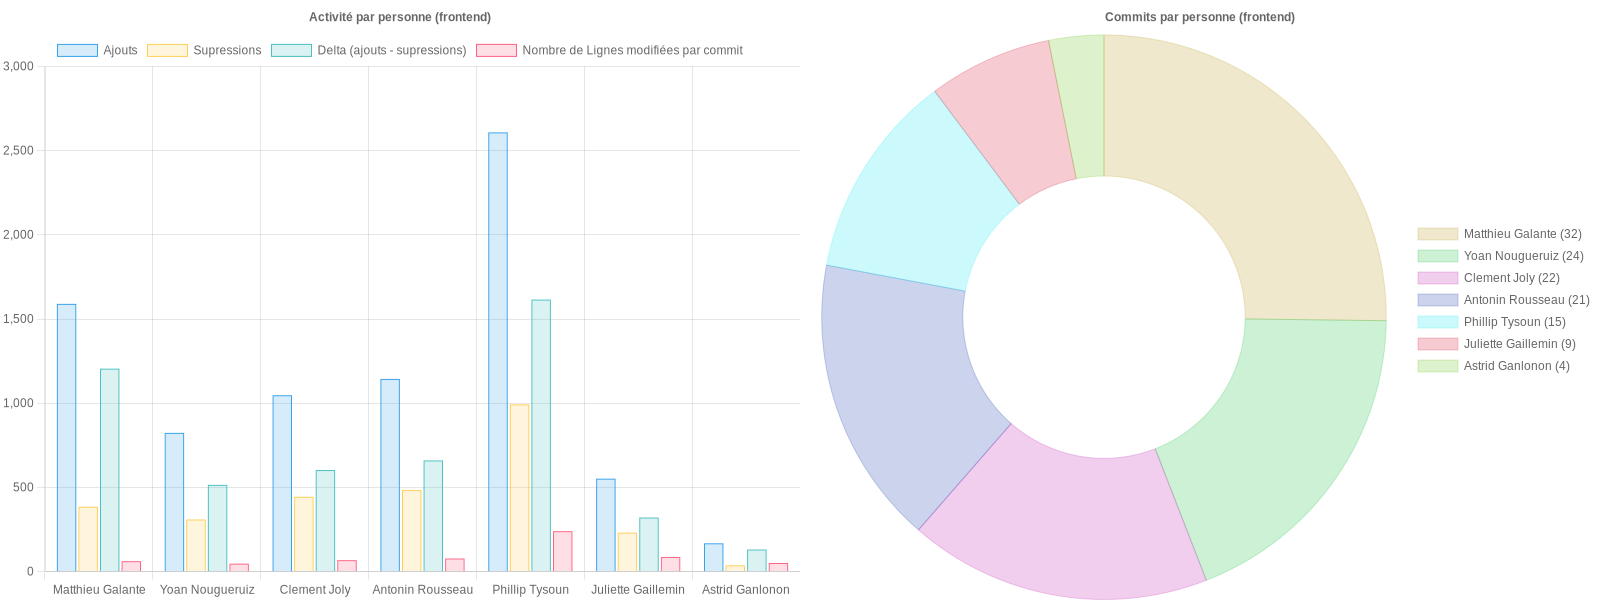 Activité par personne (frontend)
Ajouts Supressions Delta (ajouts - supressions) Nombre de Lignes modifiées par commit
3,000
2,500
2,000
1,500
1,000
500
0
Matthieu Galante Yoan Nougueruiz Clement Joly Antonin Rousseau Phillip Tysoun Juliette Gaillemin Astrid Ganlonon
Commits par personne (frontend)
Matthieu Galante (32)
Yoan Nougueruiz (24)
Clement Joly (22)
Antonin Rousseau (21)
Phillip Tysoun (15)
Juliette Gaillemin (9)
Astrid Ganlonon (4)